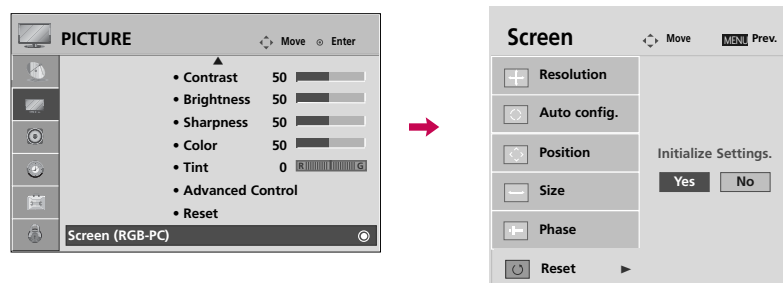 PICTURE
Move Enter
• Contrast 50
• Brightness 50
• Sharpness 50
• Color 50
• Tint 0 R G
• Advanced Control
• Reset
Screen (RGB-PC)
Screen
Move MENU Prev.
Resolution
Auto config.
Position
Size
Phase
Reset
Initialize Settings.
Yes No